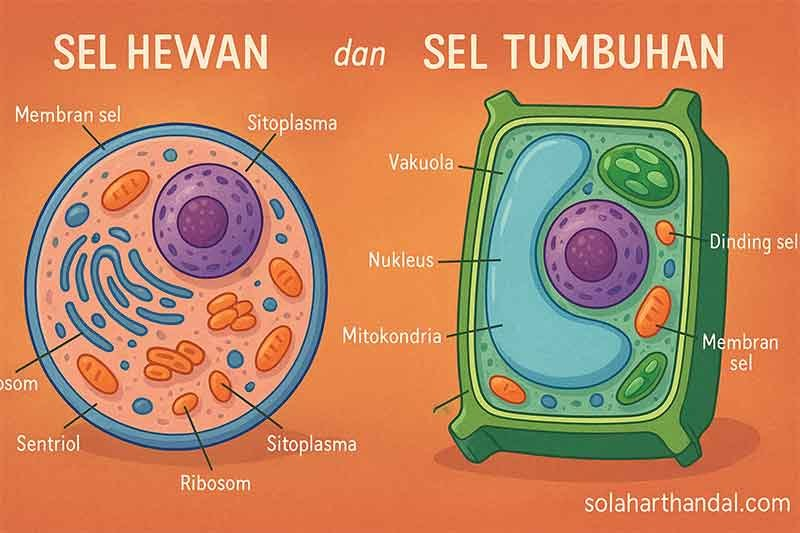 SEL HEWAN dan SEL TUMBUHAN
Membran sel
Sitoplasma
osom
Sentriol
Ribosom
Sitoplasma
Vakuola
Nukleus
Mitokondria
Dinding sel
Membran
sel
solaharthandal.com